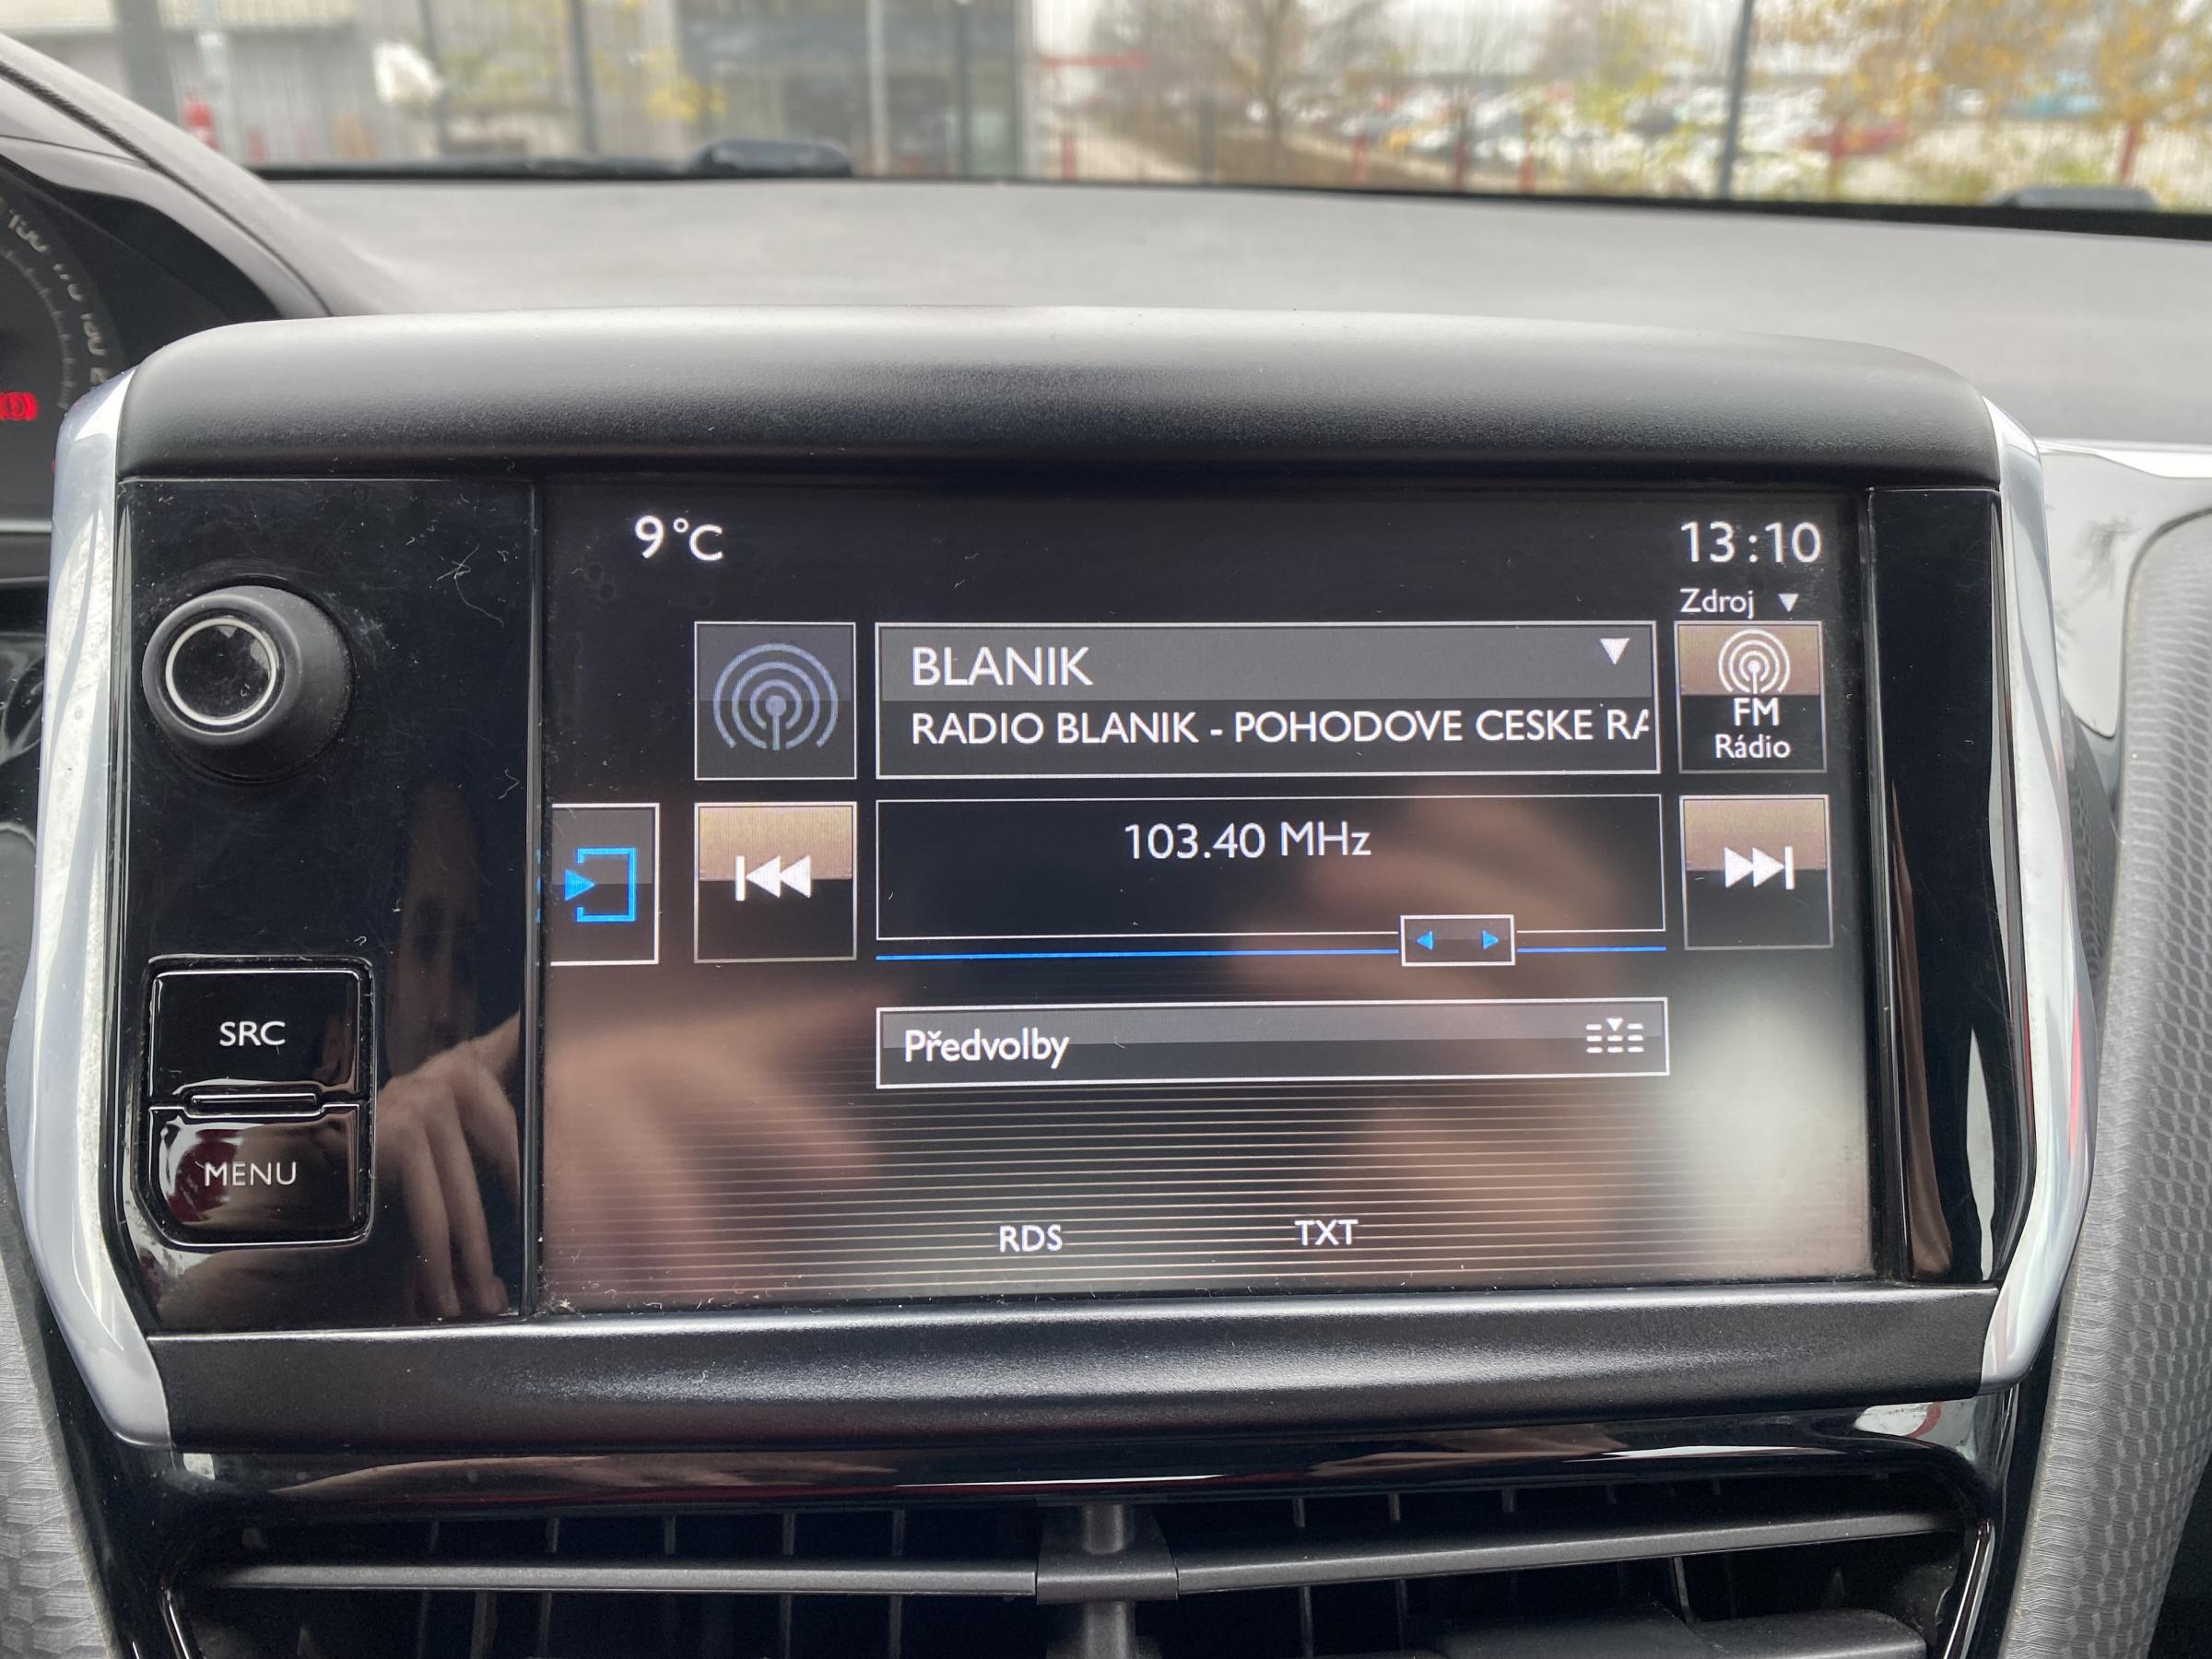 9°C
13:10
Zdroj
BLANIK
RADIO BLANIK - POHODOVE CESKE RA
FM
Rádio
103.40 MHz
SRC
Předvolby
MENU
RDS
TXT